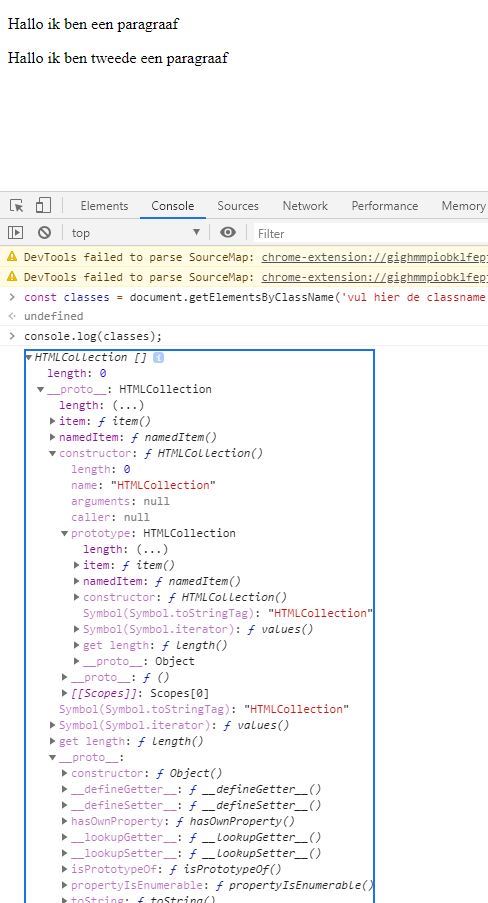 Hallo ik ben een paragraaf
Hallo ik ben tweede een paragraaf
Elements Console Sources Network Performance Memory
top Filter
DevTools failed to parse SourceMap: chrome-extension://gighmmpiobklfepj
DevTools failed to parse SourceMap: chrome-extension://gighmmpiobklfepj
const classes = document.getElementsByClassName('vul hier de classname
undefined
console.log(classes);
HTMLCollection [] i
length: 0
__proto__: HTMLCollection
length: (...)
item: ƒ item()
namedItem: ƒ namedItem()
constructor: ƒ HTMLCollection()
length: 0
name: "HTMLCollection"
arguments: null
caller: null
prototype: HTMLCollection
length: (...)
item: ƒ item()
namedItem: ƒ namedItem()
constructor: ƒ HTMLCollection()
Symbol(Symbol.toStringTag): "HTMLCollection"
Symbol(Symbol.iterator): ƒ values()
get length: ƒ length()
__proto__: Object
__proto__: ƒ ()
[[Scopes]]: Scopes[0]
Symbol(Symbol.toStringTag): "HTMLCollection"
Symbol(Symbol.iterator): ƒ values()
get length: ƒ length()
__proto__:
constructor: ƒ Object()
__defineGetter__: ƒ __defineGetter__()
__defineSetter__: ƒ __defineSetter__()
hasOwnProperty: ƒ hasOwnProperty()
__lookupGetter__: ƒ __lookupGetter__()
__lookupSetter__: ƒ __lookupSetter__()
isPrototypeOf: ƒ isPrototypeOf()
propertyIsEnumerable: ƒ propertyIsEnumerable()
toString: ƒ toString()